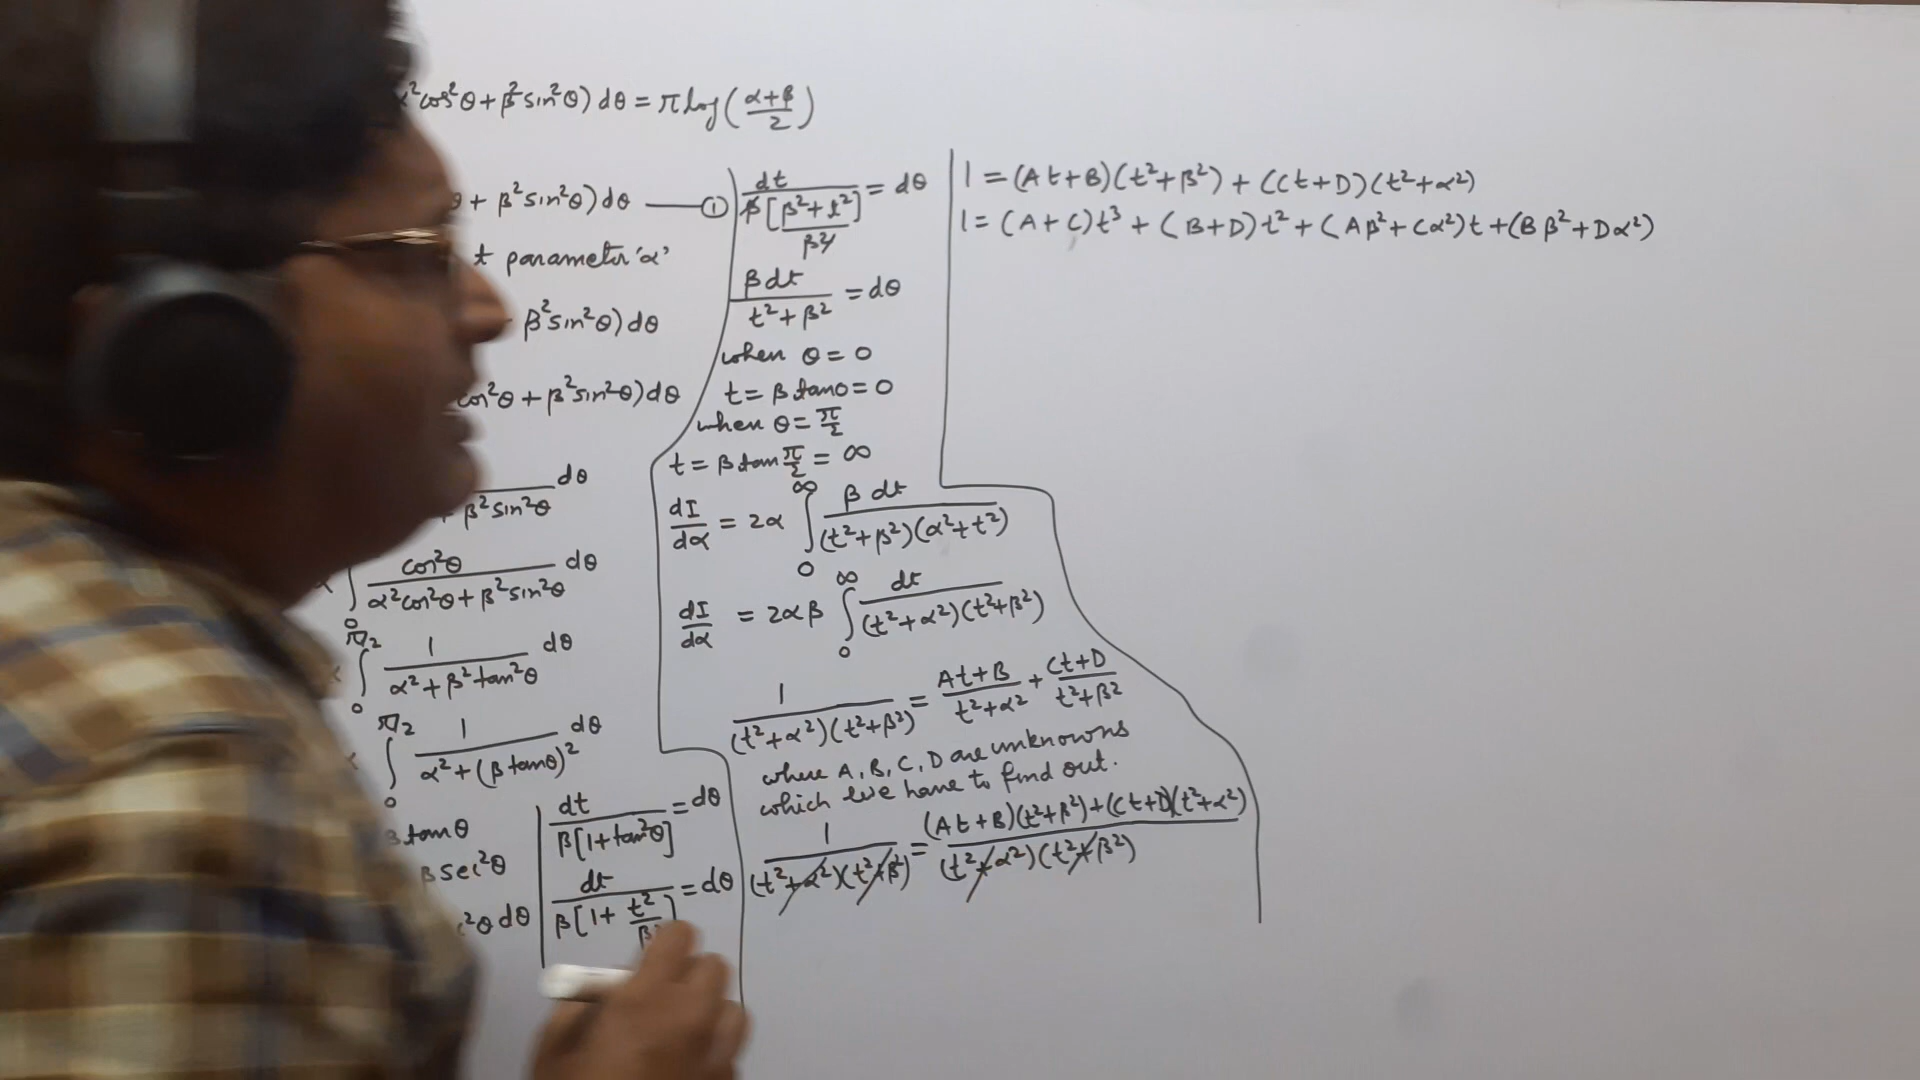 α²cos²θ + β²sin²θ) dθ = π log(α+β/2)
θ + β²sin²θ) dθ ——— ①
t parameter 'α'
β²sin²θ) dθ
cos²θ + β²sin²θ) dθ
β²sin²θ dθ
∫₀ cos²θ/(α²cos²θ + β²sin²θ) dθ
∫₀^(π/2) 1/(α² + β²tan²θ) dθ
∫₀^(π/2) 1/(α² + (β tanθ)²) dθ
β tanθ
β sec²θ
c²θ dθ
dt/(β[1+tan²θ]) = dθ
dt/(β[1+ t²/β²]) = dθ
dt/(β[(β²+t²)/β²]) = dθ
β dt/(t²+β²) = dθ
when θ = 0
t = β tan0 = 0
when θ = π/2
t = β tan π/2 = ∞
dI/dα = 2α ∫₀^∞ β dt/((t²+β²)(α²+t²))
dI/dα = 2αβ ∫₀^∞ dt/((t²+α²)(t²+β²))
1/((t²+α²)(t²+β²)) = (At+B)/(t²+α²) + (Ct+D)/(t²+β²)
where A, B, C, D are unknowns
which we have to find out.
1/((t²+α²)(t²+β²)) = ((At+B)(t²+β²)+(Ct+D)(t²+α²))/((t²+α²)(t²+β²))
1 = (At+B)(t²+β²) + (Ct+D)(t²+α²)
1 = (A+C)t³ + (B+D)t² + (Aβ²+Cα²)t + (Bβ²+Dα²)